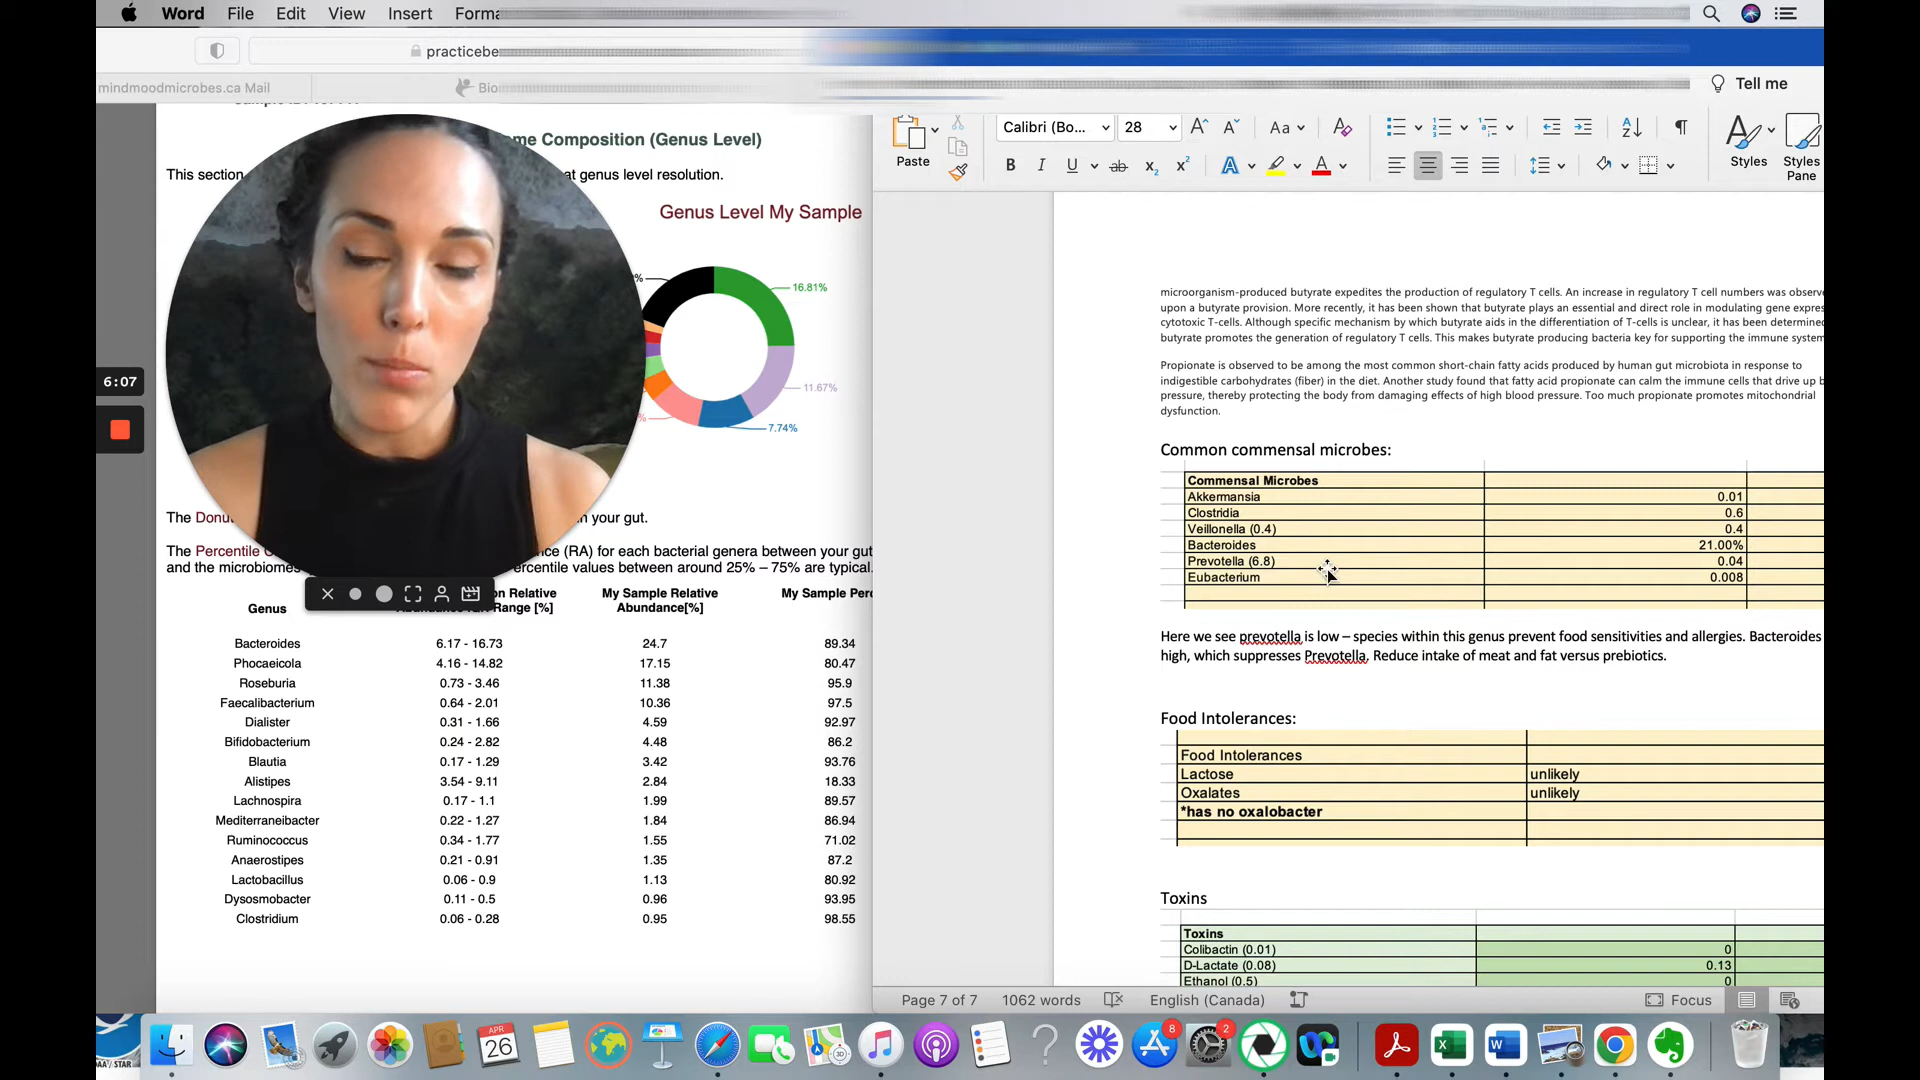 Word File Edit View Insert Forma
practicebe
mindmoodmicrobes.ca Mail
Bio
Tell me
Paste
Calibri (Bo... 28
Styles
Styles Pane
me Composition (Genus Level)
This section
at genus level resolution.
Genus Level My Sample
16.81%
11.67%
7.74%
6:07
The Donu
n your gut.
The Percentile
ce (RA) for each bacterial genera between your gut
and the microbiomes
ercentile values between around 25% – 75% are typical.
Genus
on Relative
Range [%]
My Sample Relative
Abundance[%]
My Sample Perc
Bacteroides 6.17 - 16.73 24.7 89.34
Phocaeicola 4.16 - 14.82 17.15 80.47
Roseburia 0.73 - 3.46 11.38 95.9
Faecalibacterium 0.64 - 2.01 10.36 97.5
Dialister 0.31 - 1.66 4.59 92.97
Bifidobacterium 0.24 - 2.82 4.48 86.2
Blautia 0.17 - 1.29 3.42 93.76
Alistipes 3.54 - 9.11 2.84 18.33
Lachnospira 0.17 - 1.1 1.99 89.57
Mediterraneibacter 0.22 - 1.27 1.84 86.94
Ruminococcus 0.34 - 1.77 1.55 71.02
Anaerostipes 0.21 - 0.91 1.35 87.2
Lactobacillus 0.06 - 0.9 1.13 80.92
Dysosmobacter 0.11 - 0.5 0.96 93.95
Clostridium 0.06 - 0.28 0.95 98.55
microorganism-produced butyrate expedites the production of regulatory T cells. An increase in regulatory T cell numbers was observe
upon a butyrate provision. More recently, it has been shown that butyrate plays an essential and direct role in modulating gene expres
cytotoxic T-cells. Although specific mechanism by which butyrate aids in the differentiation of T-cells is unclear, it has been determined
butyrate promotes the generation of regulatory T cells. This makes butyrate producing bacteria key for supporting the immune system
Propionate is observed to be among the most common short-chain fatty acids produced by human gut microbiota in response to
indigestible carbohydrates (fiber) in the diet. Another study found that fatty acid propionate can calm the immune cells that drive up b
pressure, thereby protecting the body from damaging effects of high blood pressure. Too much propionate promotes mitochondrial
dysfunction.
Common commensal microbes:
Commensal Microbes
Akkermansia 0.01
Clostridia 0.6
Veillonella (0.4) 0.4
Bacteroides 21.00%
Prevotella (6.8) 0.04
Eubacterium 0.008
Here we see prevotella is low – species within this genus prevent food sensitivities and allergies. Bacteroides
high, which suppresses Prevotella. Reduce intake of meat and fat versus prebiotics.
Food Intolerances:
Food Intolerances
Lactose unlikely
Oxalates unlikely
*has no oxalobacter
Toxins
Toxins
Colibactin (0.01) 0
D-Lactate (0.08) 0.13
Ethanol (0.5) 0
Page 7 of 7 1062 words English (Canada) Focus
APR
26
8
2